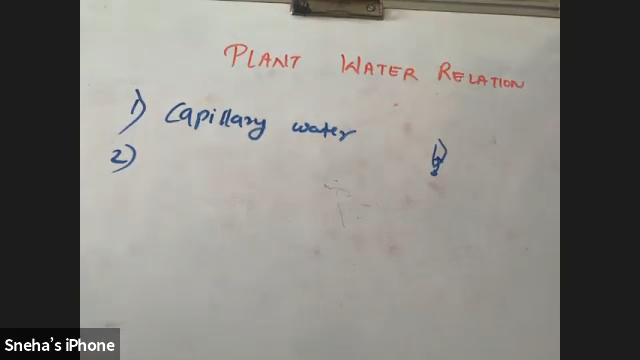 PLANT WATER RELATION
1) Capillary water
2)
Sneha's iPhone